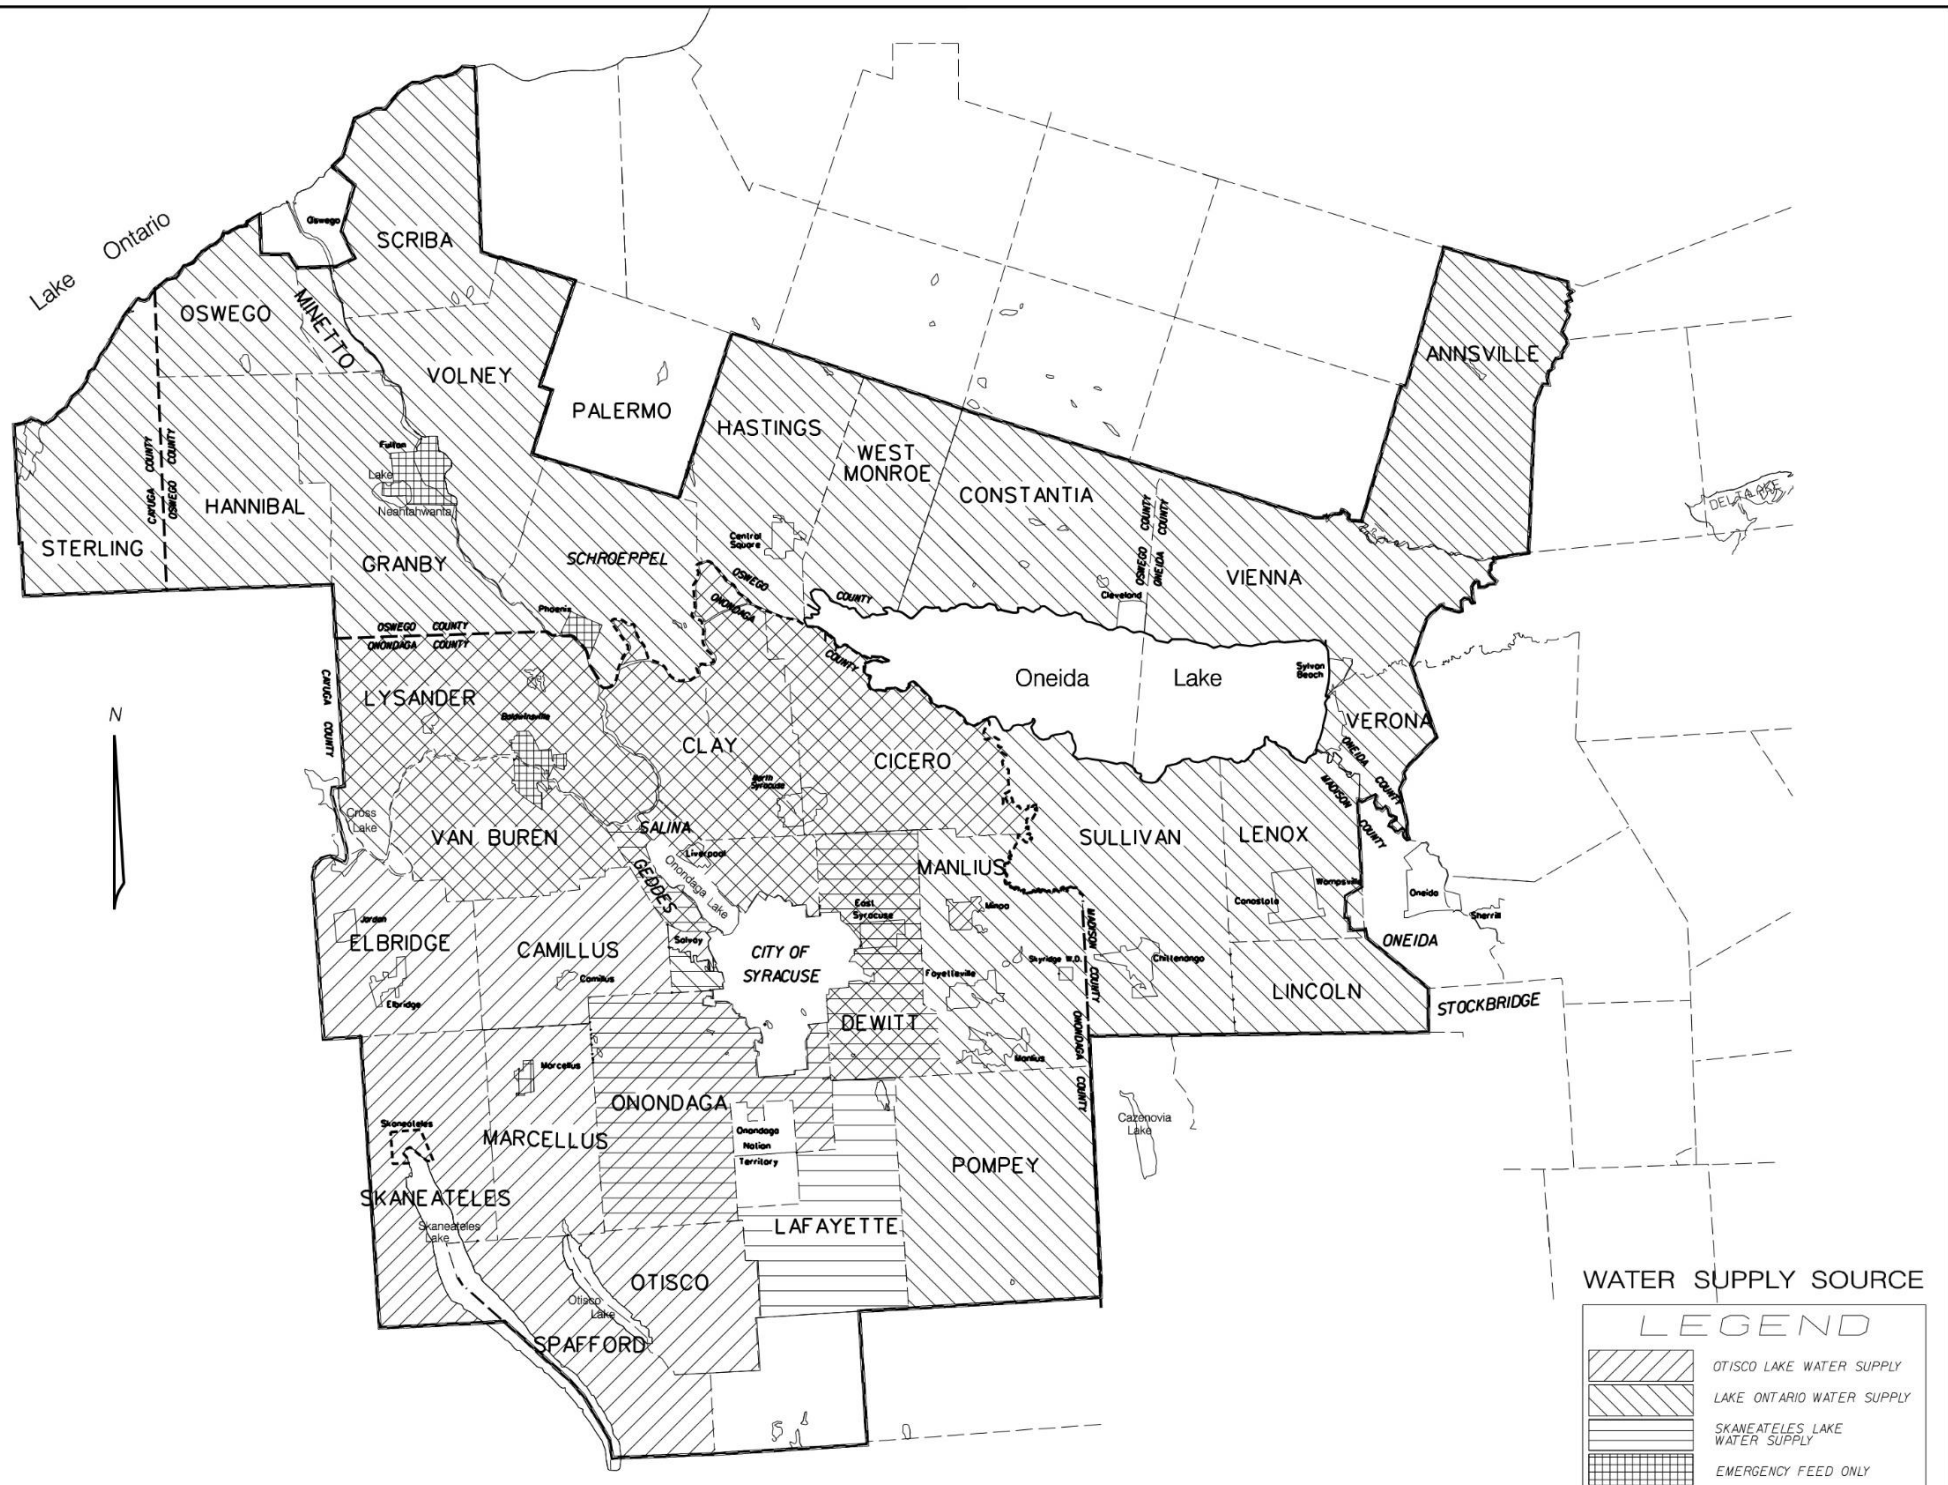 Lake Ontario
Oswego
SCRIBA
OSWEGO
MINETTO
VOLNEY
PALERMO
HASTINGS
WEST
MONROE
CONSTANTIA
ANNSVILLE
DELTA LAKE
CAYUGA COUNTY
OSWEGO COUNTY
Fulton
Lake
Neahtahwanta
HANNIBAL
STERLING
GRANBY
SCHROEPPEL
Central
Square
OSWEGO COUNTY
ONONDAGA COUNTY
OSWEGO COUNTY
ONEIDA COUNTY
Cleveland
VIENNA
Phoenix
OSWEGO COUNTY
ONONDAGA COUNTY
Oneida Lake
Sylvan
Beach
CAYUGA COUNTY
LYSANDER
Baldwinsville
CLAY
CICERO
VERONA
ONEIDA COUNTY
MADISON COUNTY
N
North
Syracuse
Cross
Lake
VAN BUREN
SALINA
Liverpool
Onondaga Lake
GEDDES
MANLIUS
SULLIVAN
LENOX
Wampsville
Canastota
Oneida
Sherrill
ONEIDA
Jordan
ELBRIDGE
Elbridge
CAMILLUS
Camillus
Solvay
CITY OF
SYRACUSE
East
Syracuse
Minoa
Fayetteville
Skyridge W.D.
Chittenango
MADISON COUNTY
ONONDAGA COUNTY
LINCOLN
STOCKBRIDGE
DEWITT
Manlius
Marcellus
ONONDAGA
Skaneateles
MARCELLUS
Onondaga
Nation
Territory
Cazenovia
Lake
POMPEY
SKANEATELES
Skaneateles
Lake
LAFAYETTE
OTISCO
Otisco
Lake
SPAFFORD
WATER SUPPLY SOURCE
LEGEND
OTISCO LAKE WATER SUPPLY
LAKE ONTARIO WATER SUPPLY
SKANEATELES LAKE
WATER SUPPLY
EMERGENCY FEED ONLY